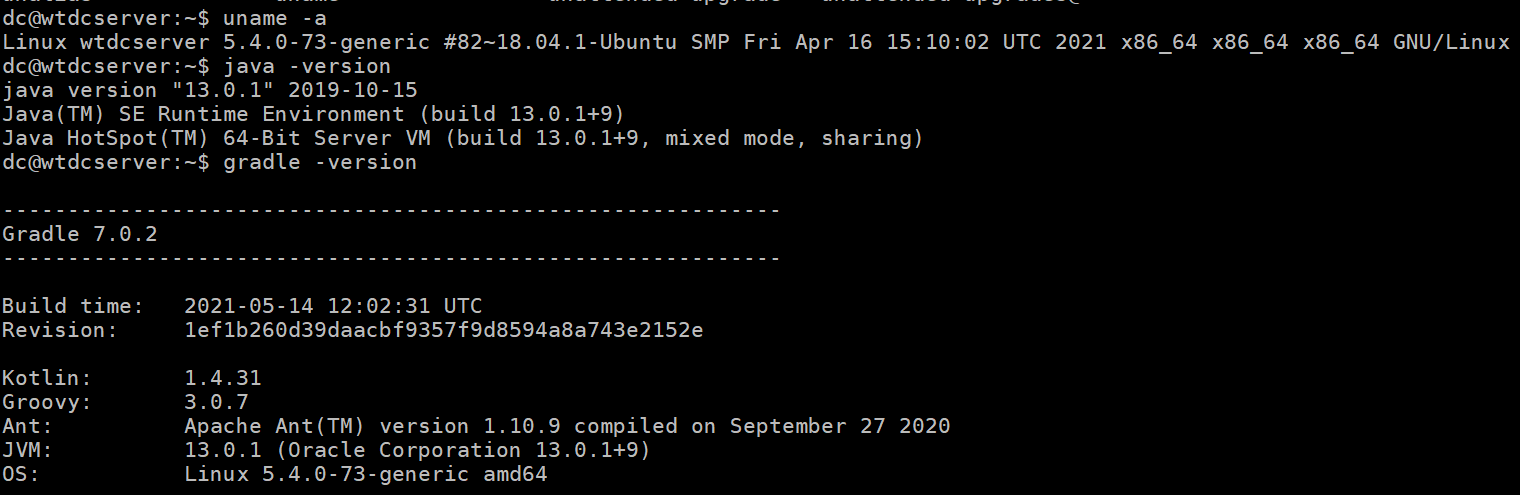 dc@wtdcserver:~$ uname -a
Linux wtdcserver 5.4.0-73-generic #82~18.04.1-Ubuntu SMP Fri Apr 16 15:10:02 UTC 2021 x86_64 x86_64 x86_64 GNU/Linux
dc@wtdcserver:~$ java -version
java version "13.0.1" 2019-10-15
Java(TM) SE Runtime Environment (build 13.0.1+9)
Java HotSpot(TM) 64-Bit Server VM (build 13.0.1+9, mixed mode, sharing)
dc@wtdcserver:~$ gradle -version
------------------------------------------------------------
Gradle 7.0.2
------------------------------------------------------------
Build time:   2021-05-14 12:02:31 UTC
Revision:     1ef1b260d39daacbf9357f9d8594a8a743e2152e
Kotlin:       1.4.31
Groovy:       3.0.7
Ant:          Apache Ant(TM) version 1.10.9 compiled on September 27 2020
JVM:          13.0.1 (Oracle Corporation 13.0.1+9)
OS:           Linux 5.4.0-73-generic amd64